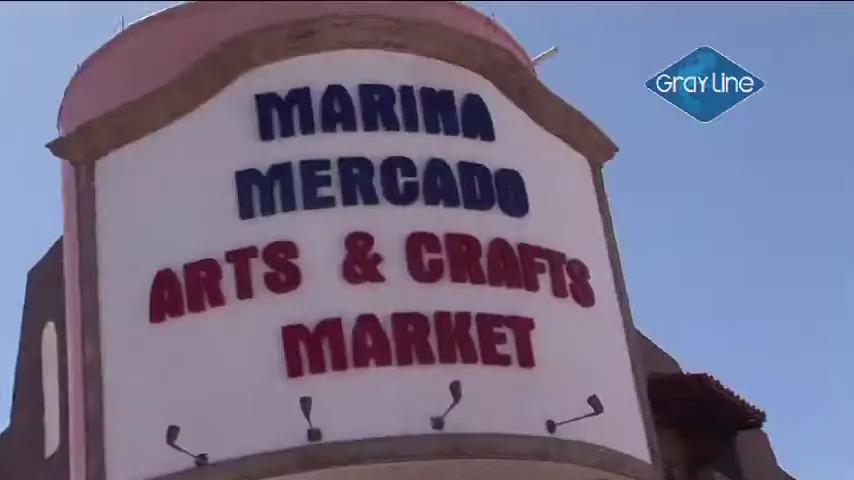 MARINA
MERCADO
ARTS & CRAFTS
MARKET
GRAY LINE